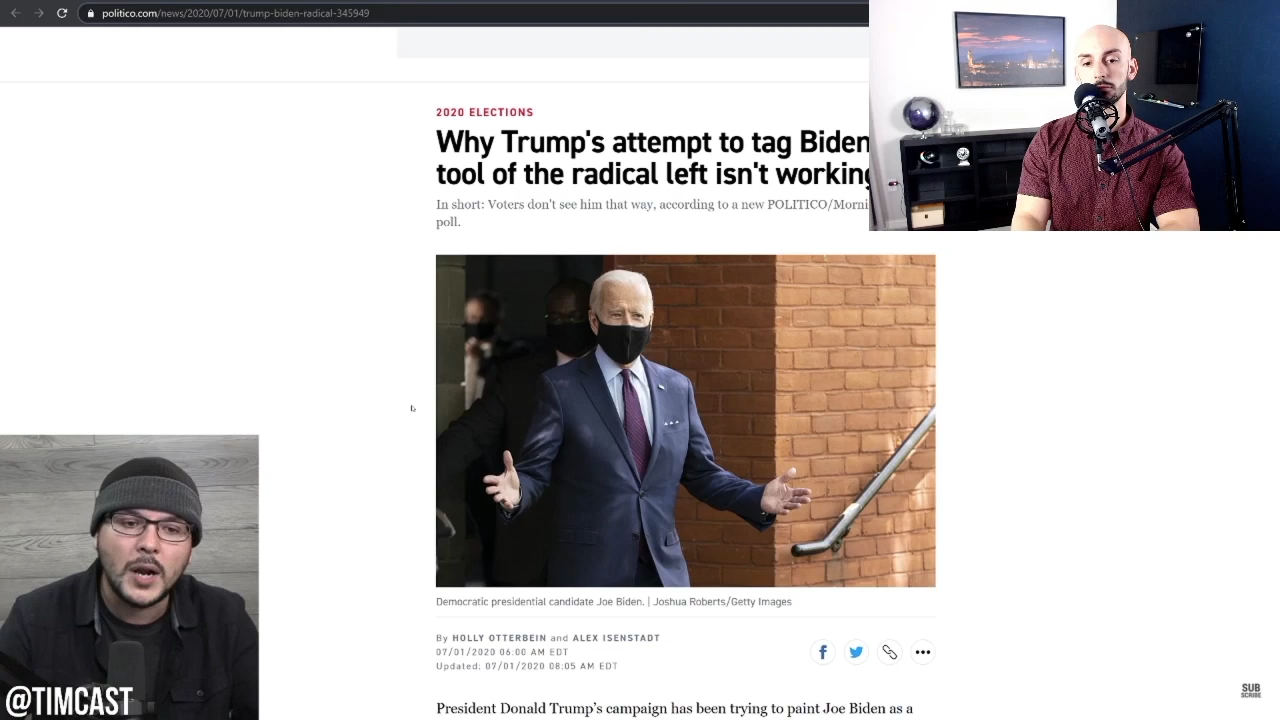 politico.com/news/2020/07/01/trump-biden-radical-345949
2020 ELECTIONS
Why Trump's attempt to tag Biden
tool of the radical left isn't working
In short: Voters don't see him that way, according to a new POLITICO/Morni
poll.
Democratic presidential candidate Joe Biden. | Joshua Roberts/Getty Images
By HOLLY OTTERBEIN and ALEX ISENSTADT
07/01/2020 06:00 AM EDT
Updated: 07/01/2020 08:05 AM EDT
President Donald Trump's campaign has been trying to paint Joe Biden as a
@TIMCAST
SUB
SCRIBE